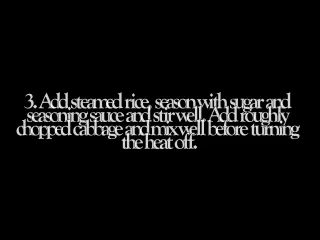 3. Add steamed rice, season with sugar and
seasoning sauce and stir well. Add roughly
chopped cabbage and mix well before turning
the heat off.